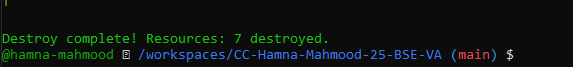 Destroy complete! Resources: 7 destroyed.
@hamna-mahmood /workspaces/CC-Hamna-Mahmood-25-BSE-VA (main) $